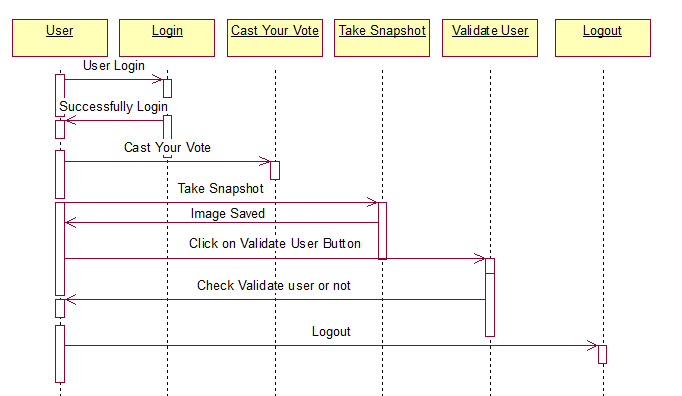 User
Login
Cast Your Vote
Take Snapshot
Validate User
Logout
User Login
Successfully Login
Cast Your Vote
Take Snapshot
Image Saved
Click on Validate User Button
Check Validate user or not
Logout